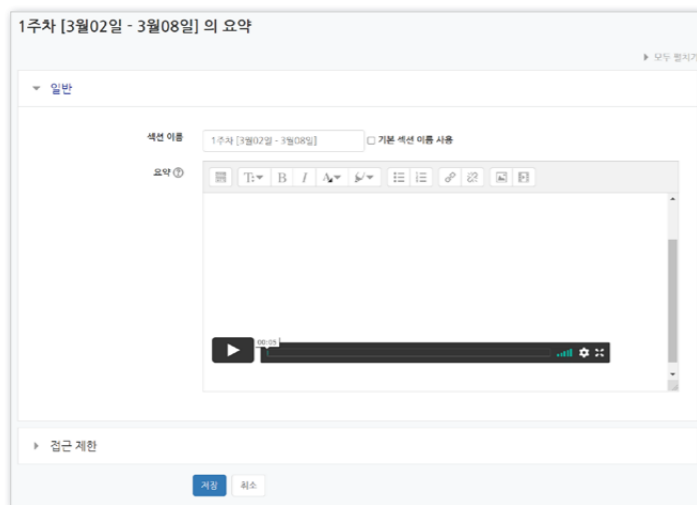 1주차 [3월02일 - 3월08일] 의 요약
모두 펼치기
일반
섹션 이름
1주차 [3월02일 - 3월08일]
기본 섹션 이름 사용
요약
T
B I A
00:09
접근 제한
저장 취소